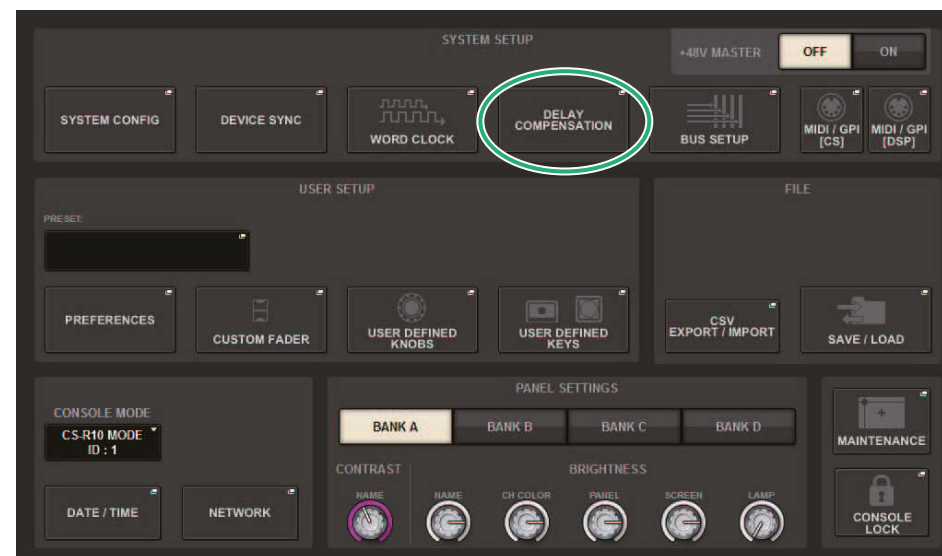 SYSTEM SETUP
+48V MASTER
OFF
ON
SYSTEM CONFIG
DEVICE SYNC
WORD CLOCK
DELAY
COMPENSATION
BUS SETUP
MIDI / GPI
[CS]
MIDI / GPI
[DSP]
USER SETUP
FILE
PRESET
PREFERENCES
CUSTOM FADER
USER DEFINED
KNOBS
USER DEFINED
KEYS
CSV
EXPORT / IMPORT
SAVE / LOAD
CONSOLE MODE
CS-R10 MODE
ID : 1
DATE / TIME
NETWORK
PANEL SETTINGS
BANK A
BANK B
BANK C
BANK D
CONTRAST
BRIGHTNESS
NAME
NAME
CH COLOR
PANEL
SCREEN
LAMP
MAINTENANCE
CONSOLE
LOCK